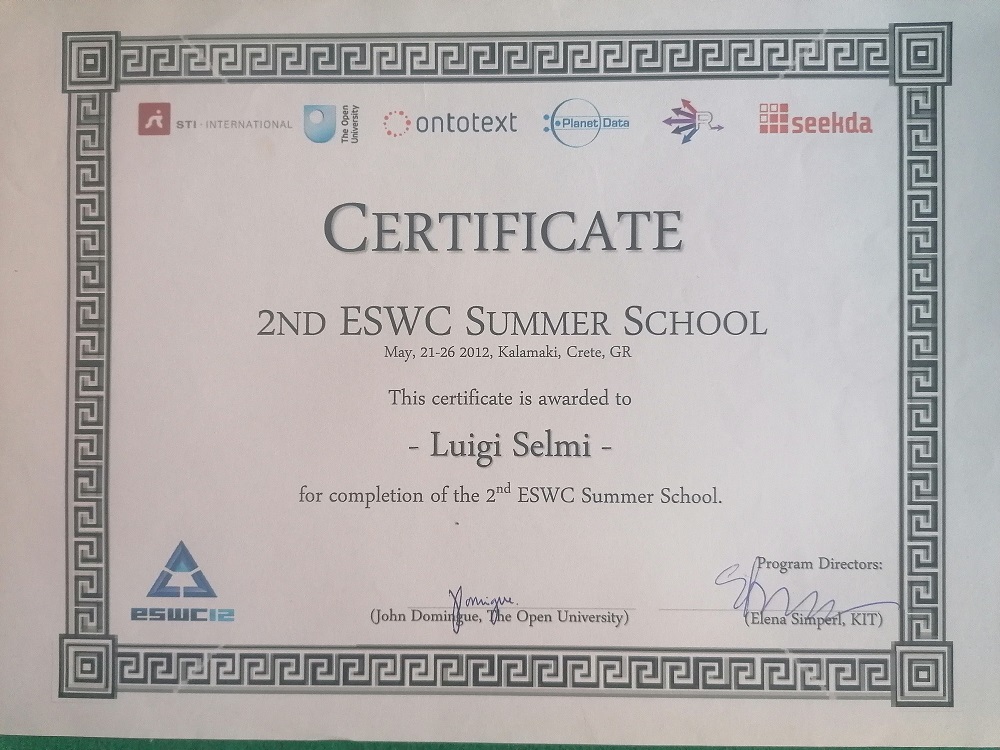 STI · INTERNATIONAL
The Open University
ontotext
Planet Data
R
seekda
CERTIFICATE
2ND ESWC SUMMER SCHOOL
May, 21-26 2012, Kalamaki, Crete, GR
This certificate is awarded to
- Luigi Selmi -
for completion of the 2nd ESWC Summer School.
Program Directors:
eswc12
Domingue.
(John Domingue, The Open University)
(Elena Simperl, KIT)